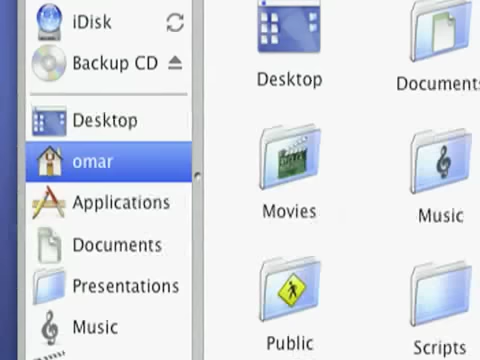 iDisk
Backup CD
Desktop
omar
Applications
Documents
Presentations
Music
Desktop
Documents
Movies
Music
Public
Scripts